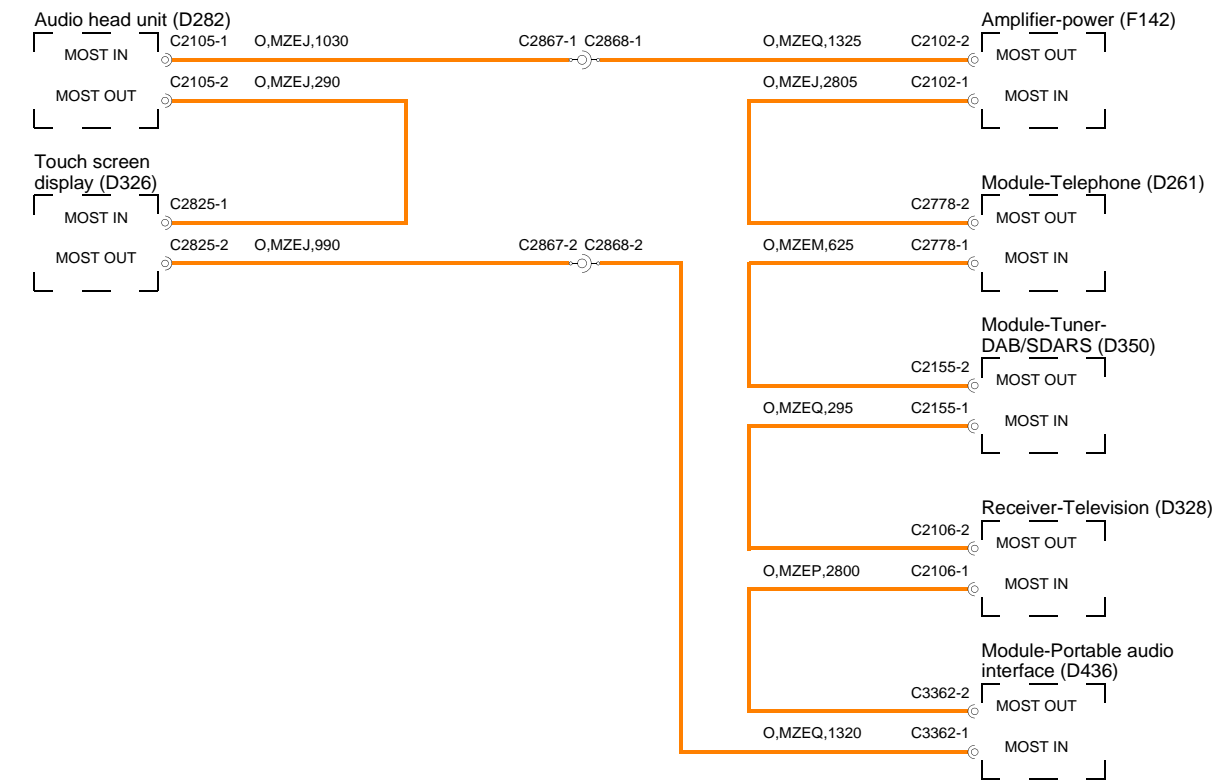 Audio head unit (D282)
MOST IN
C2105-1
O,MZEJ,1030
C2867-1 C2868-1
O,MZEQ,1325
C2102-2
Amplifier-power (F142)
MOST OUT
MOST OUT
C2105-2
O,MZEJ,290
O,MZEJ,2805
C2102-1
MOST IN
Touch screen
display (D326)
MOST IN
C2825-1
MOST OUT
C2825-2
O,MZEJ,990
C2867-2 C2868-2
Module-Telephone (D261)
C2778-2
MOST OUT
O,MZEM,625
C2778-1
MOST IN
Module-Tuner-
DAB/SDARS (D350)
C2155-2
MOST OUT
O,MZEQ,295
C2155-1
MOST IN
Receiver-Television (D328)
C2106-2
MOST OUT
O,MZEP,2800
C2106-1
MOST IN
Module-Portable audio
interface (D436)
C3362-2
MOST OUT
O,MZEQ,1320
C3362-1
MOST IN